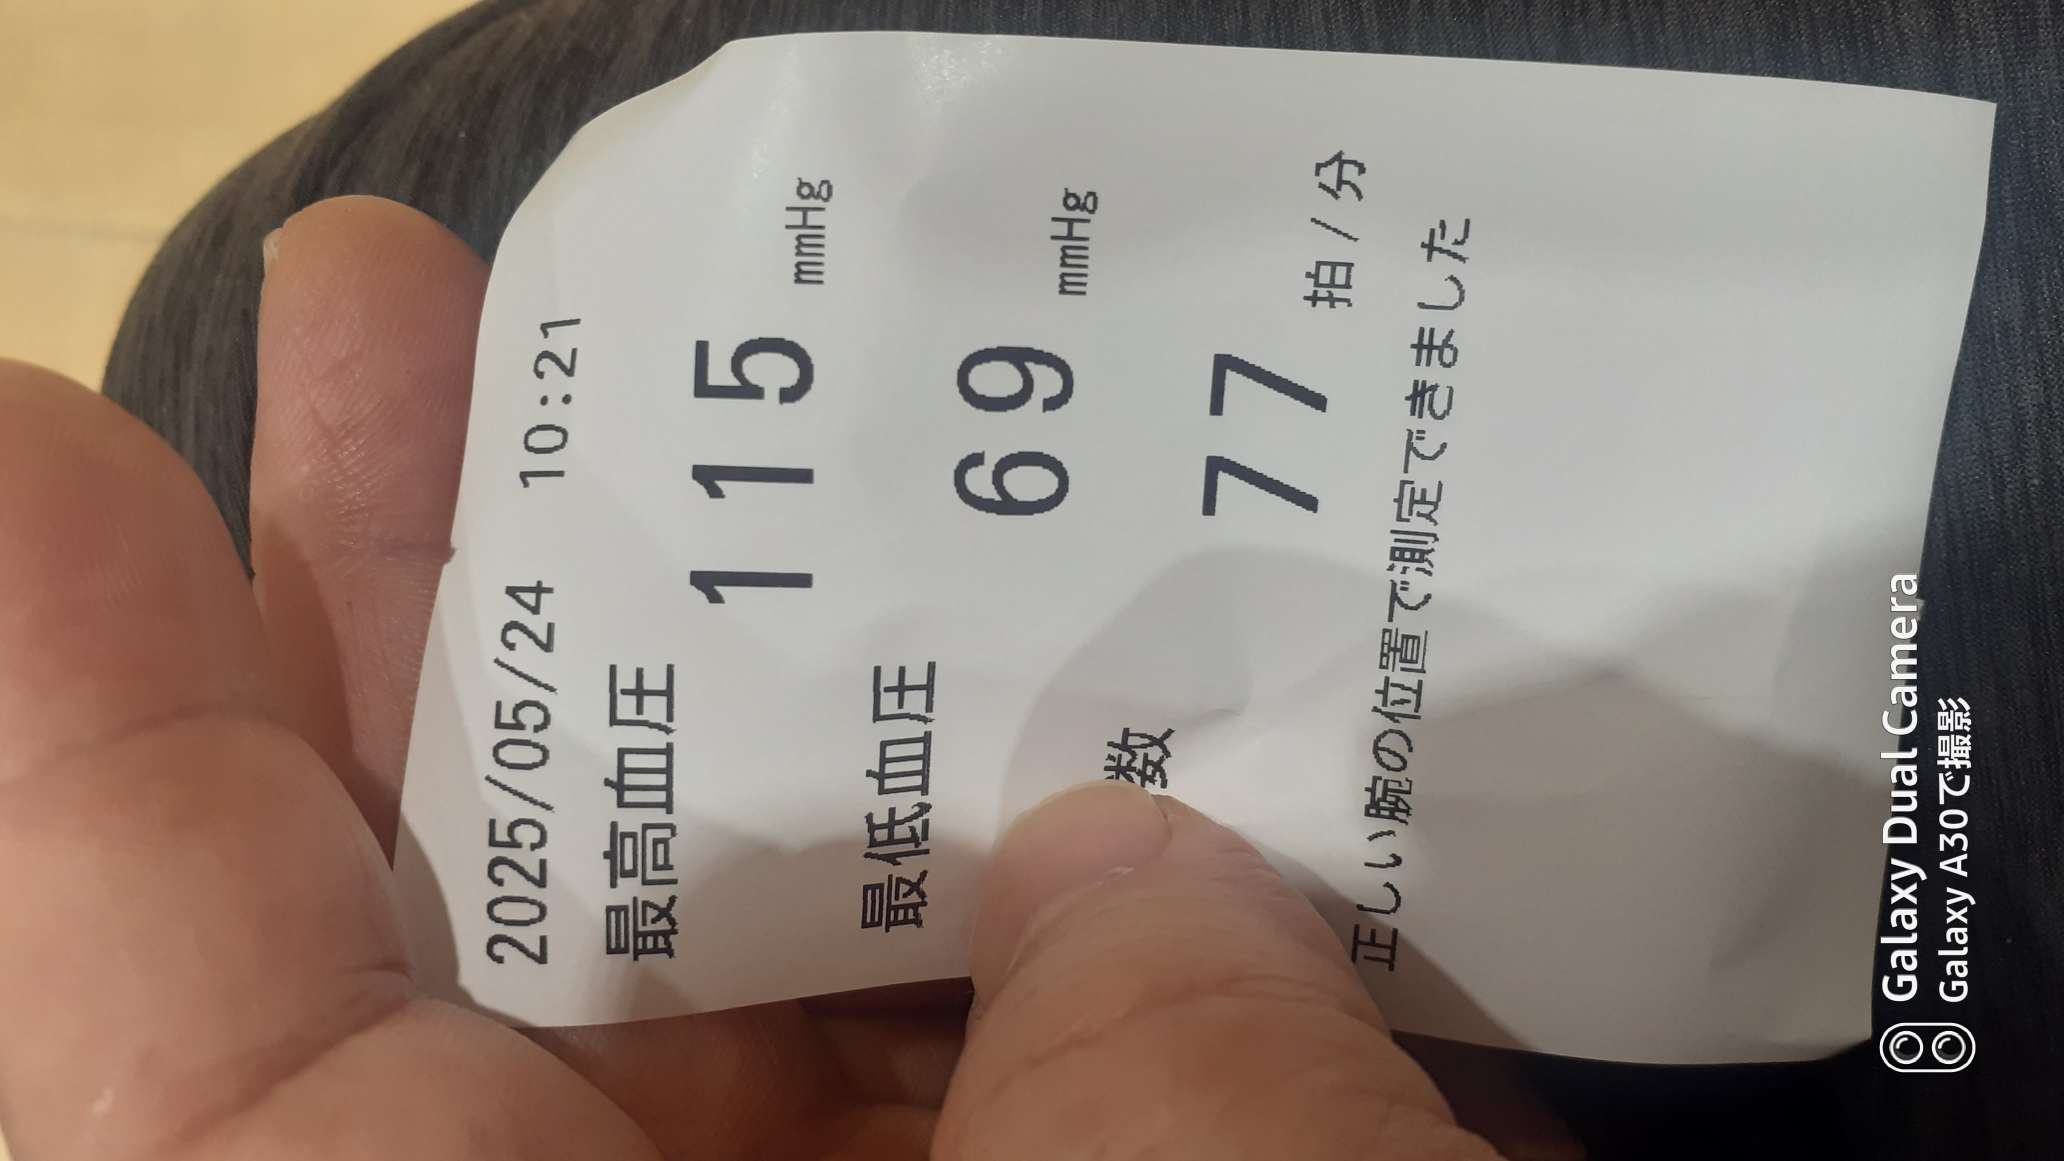 2025/05/24 10:21
最高血圧
115 mmHg
最低血圧
69 mmHg
数
77 拍/分
正しい腕の位置で測定できました
Galaxy Dual Camera
Galaxy A30で撮影